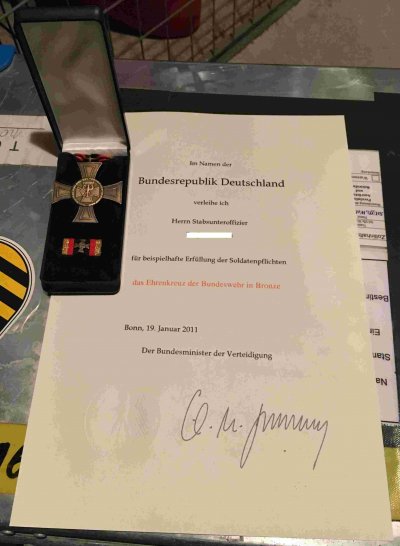 Im Namen der
Bundesrepublik Deutschland
verleihe ich
Herrn Stabsunteroffizier
für beispielhafte Erfüllung der Soldatenpflichten
das Ehrenkreuz der Bundeswehr in Bronze
Bonn, 19. Januar 2011
Der Bundesminister der Verteidigung